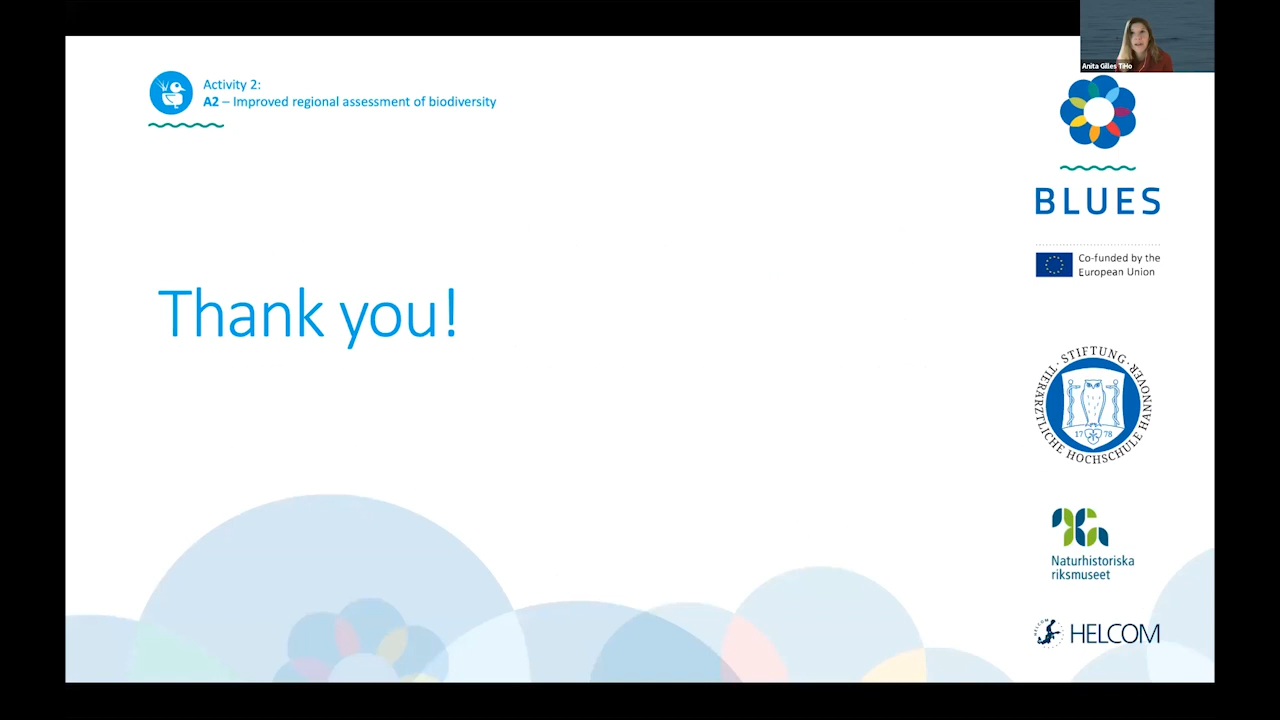 Anita Gilles TiHo
Activity 2:
A2 – Improved regional assessment of biodiversity
BLUES
Co-funded by the
European Union
Thank you!
· STIFTUNG ·
TIERÄRZTLICHE HOCHSCHULE HANNOVER
17 78
Naturhistoriska
riksmuseet
HELCOM
HELCOM